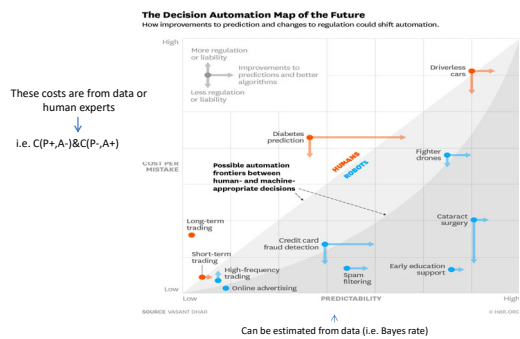 The Decision Automation Map of the Future
How improvements to prediction and changes to regulation could shift automation.
High
More regulation
or liability
Improvements to
predictions and better
algorithms
Less regulation
or liability
Driverless
cars
These costs are from data or
human experts
i.e. C(P+,A-)&C(P-,A+)
Diabetes
prediction
HUMANS
ROBOTS
Fighter
drones
COST PER
MISTAKE
Possible automation
frontiers between
human- and machine-
appropriate decisions
Long-term
trading
Credit card
fraud detection
Cataract
surgery
Short-term
trading
High-frequency
trading
Spam
filtering
Early education
support
Online advertising
Low
Low
PREDICTABILITY
High
SOURCE VASANT DHAR
© HBR.ORG
Can be estimated from data (i.e. Bayes rate)